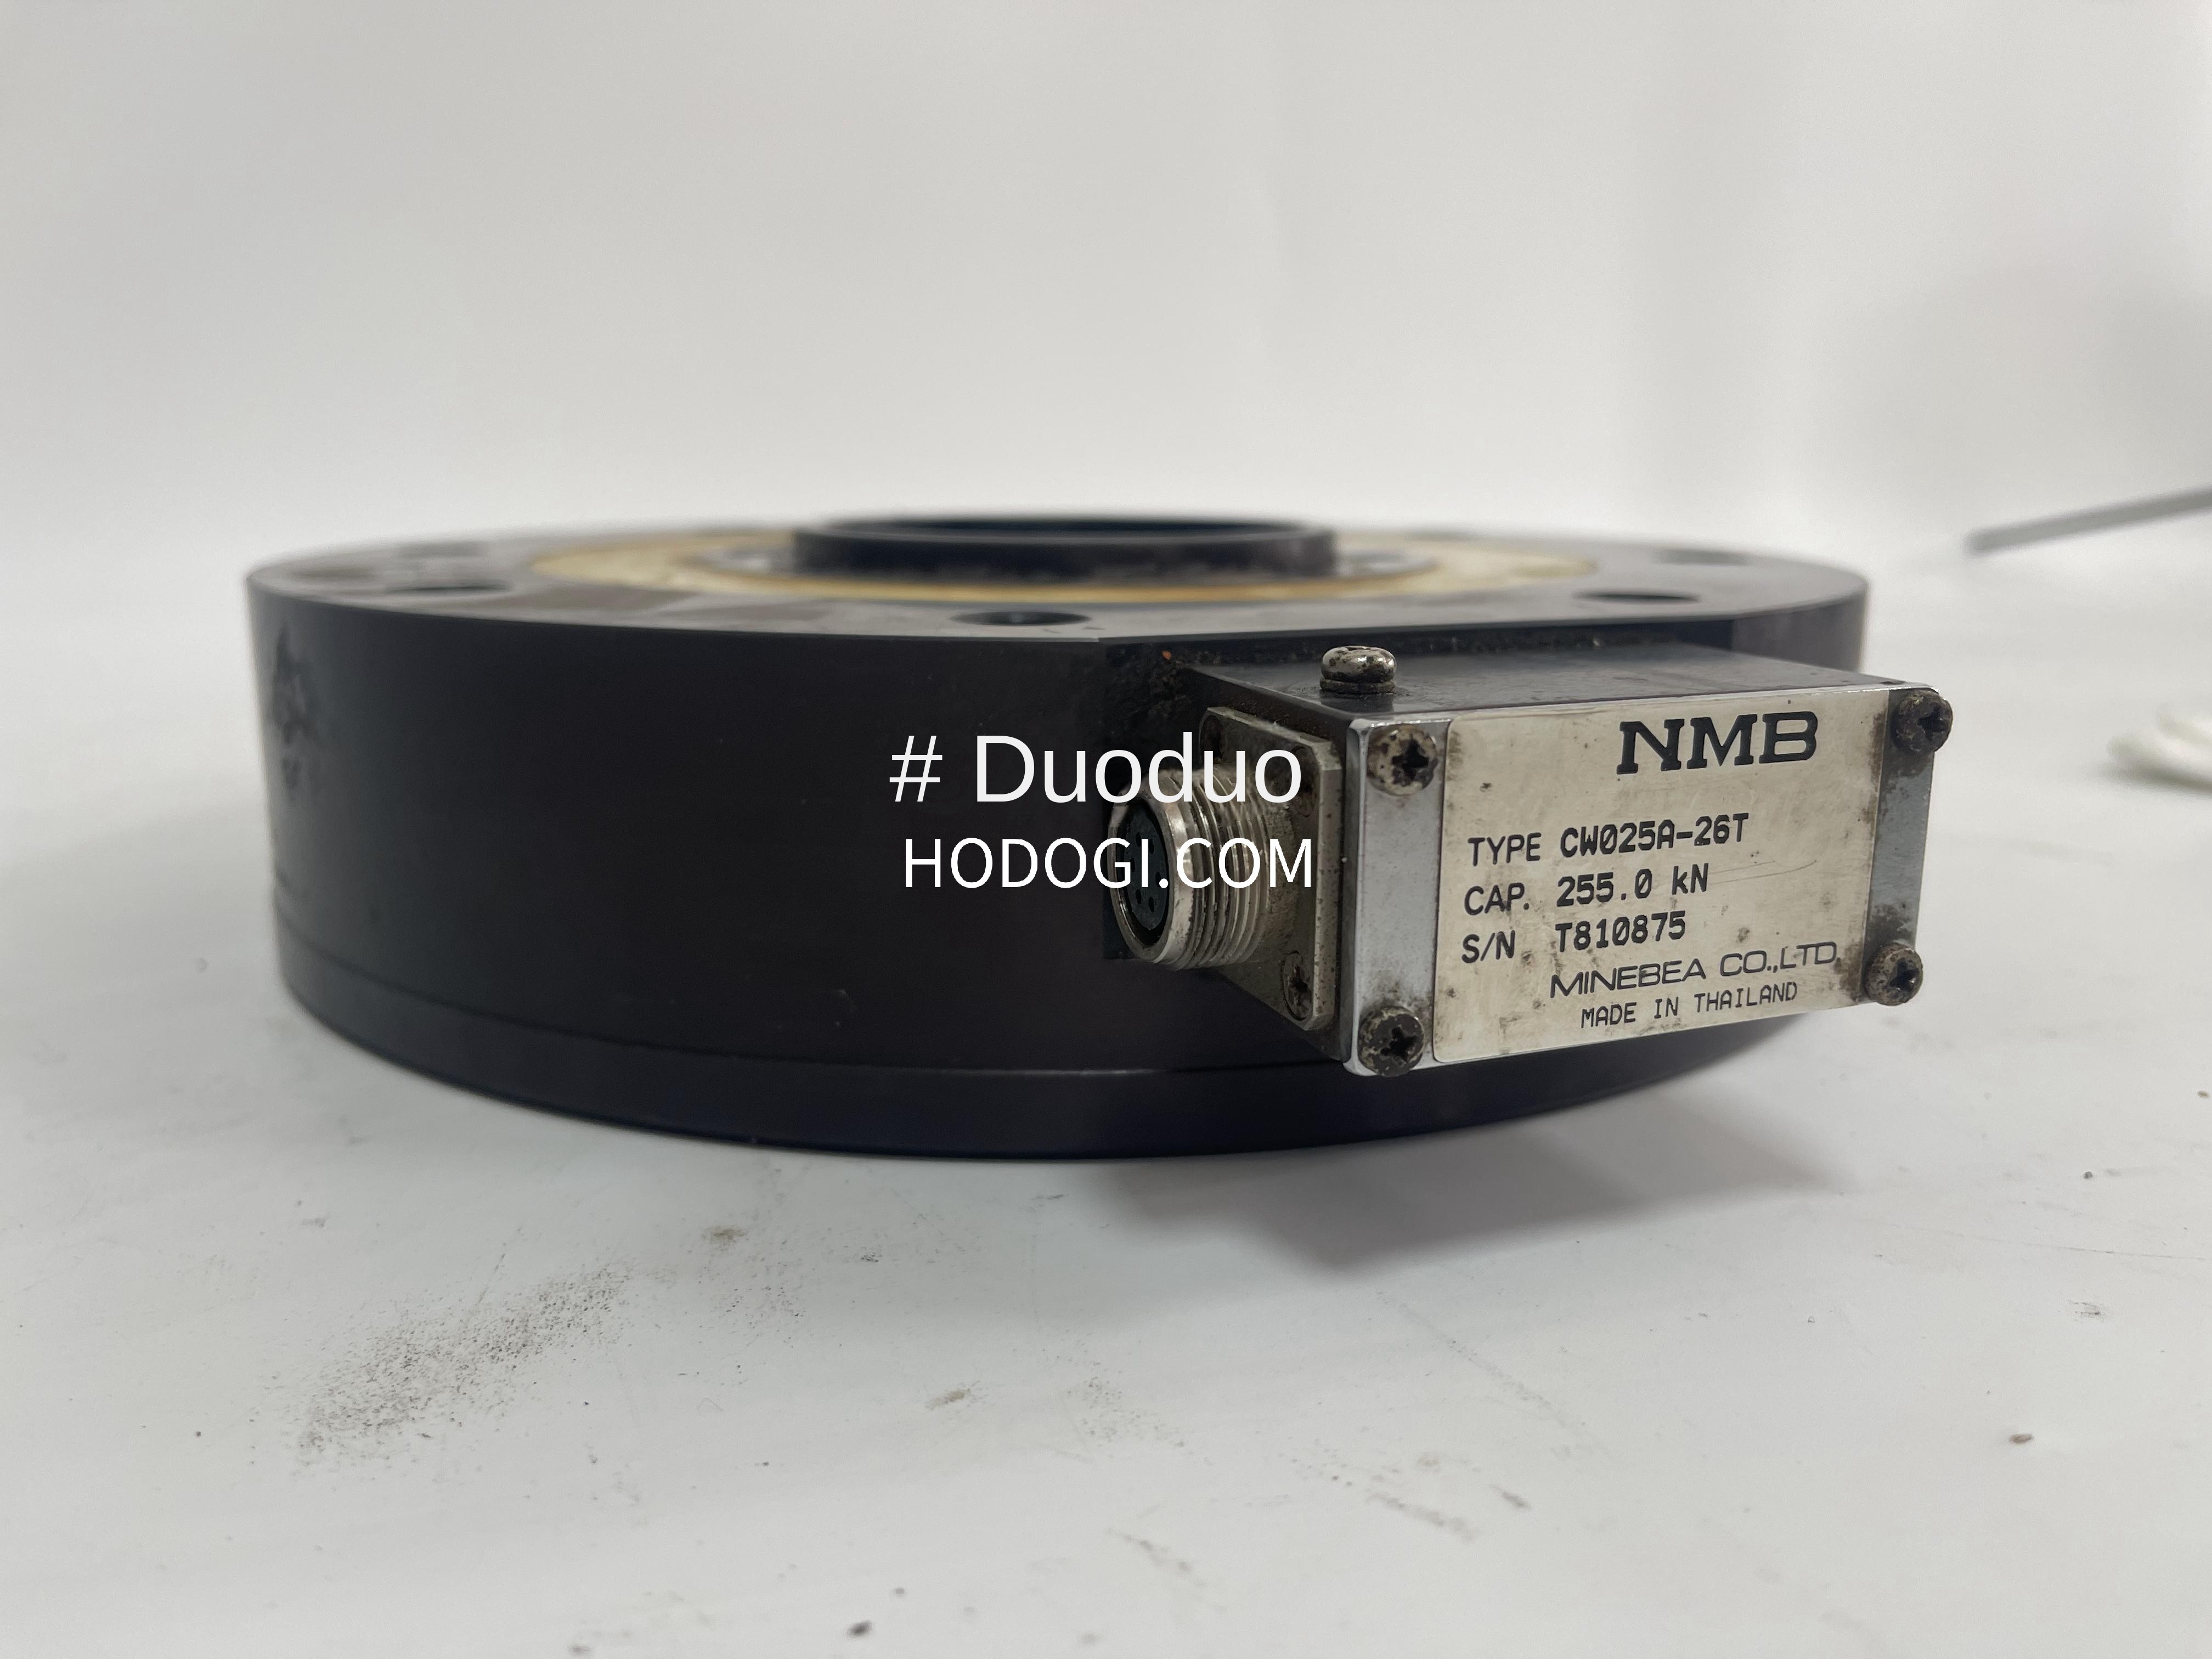 # Duoduo
HODOGI.COM
NMB
TYPE CW025A-26T
CAP. 255.0 kN
S/N T810875
MINEBEA CO.,LTD.
MADE IN THAILAND